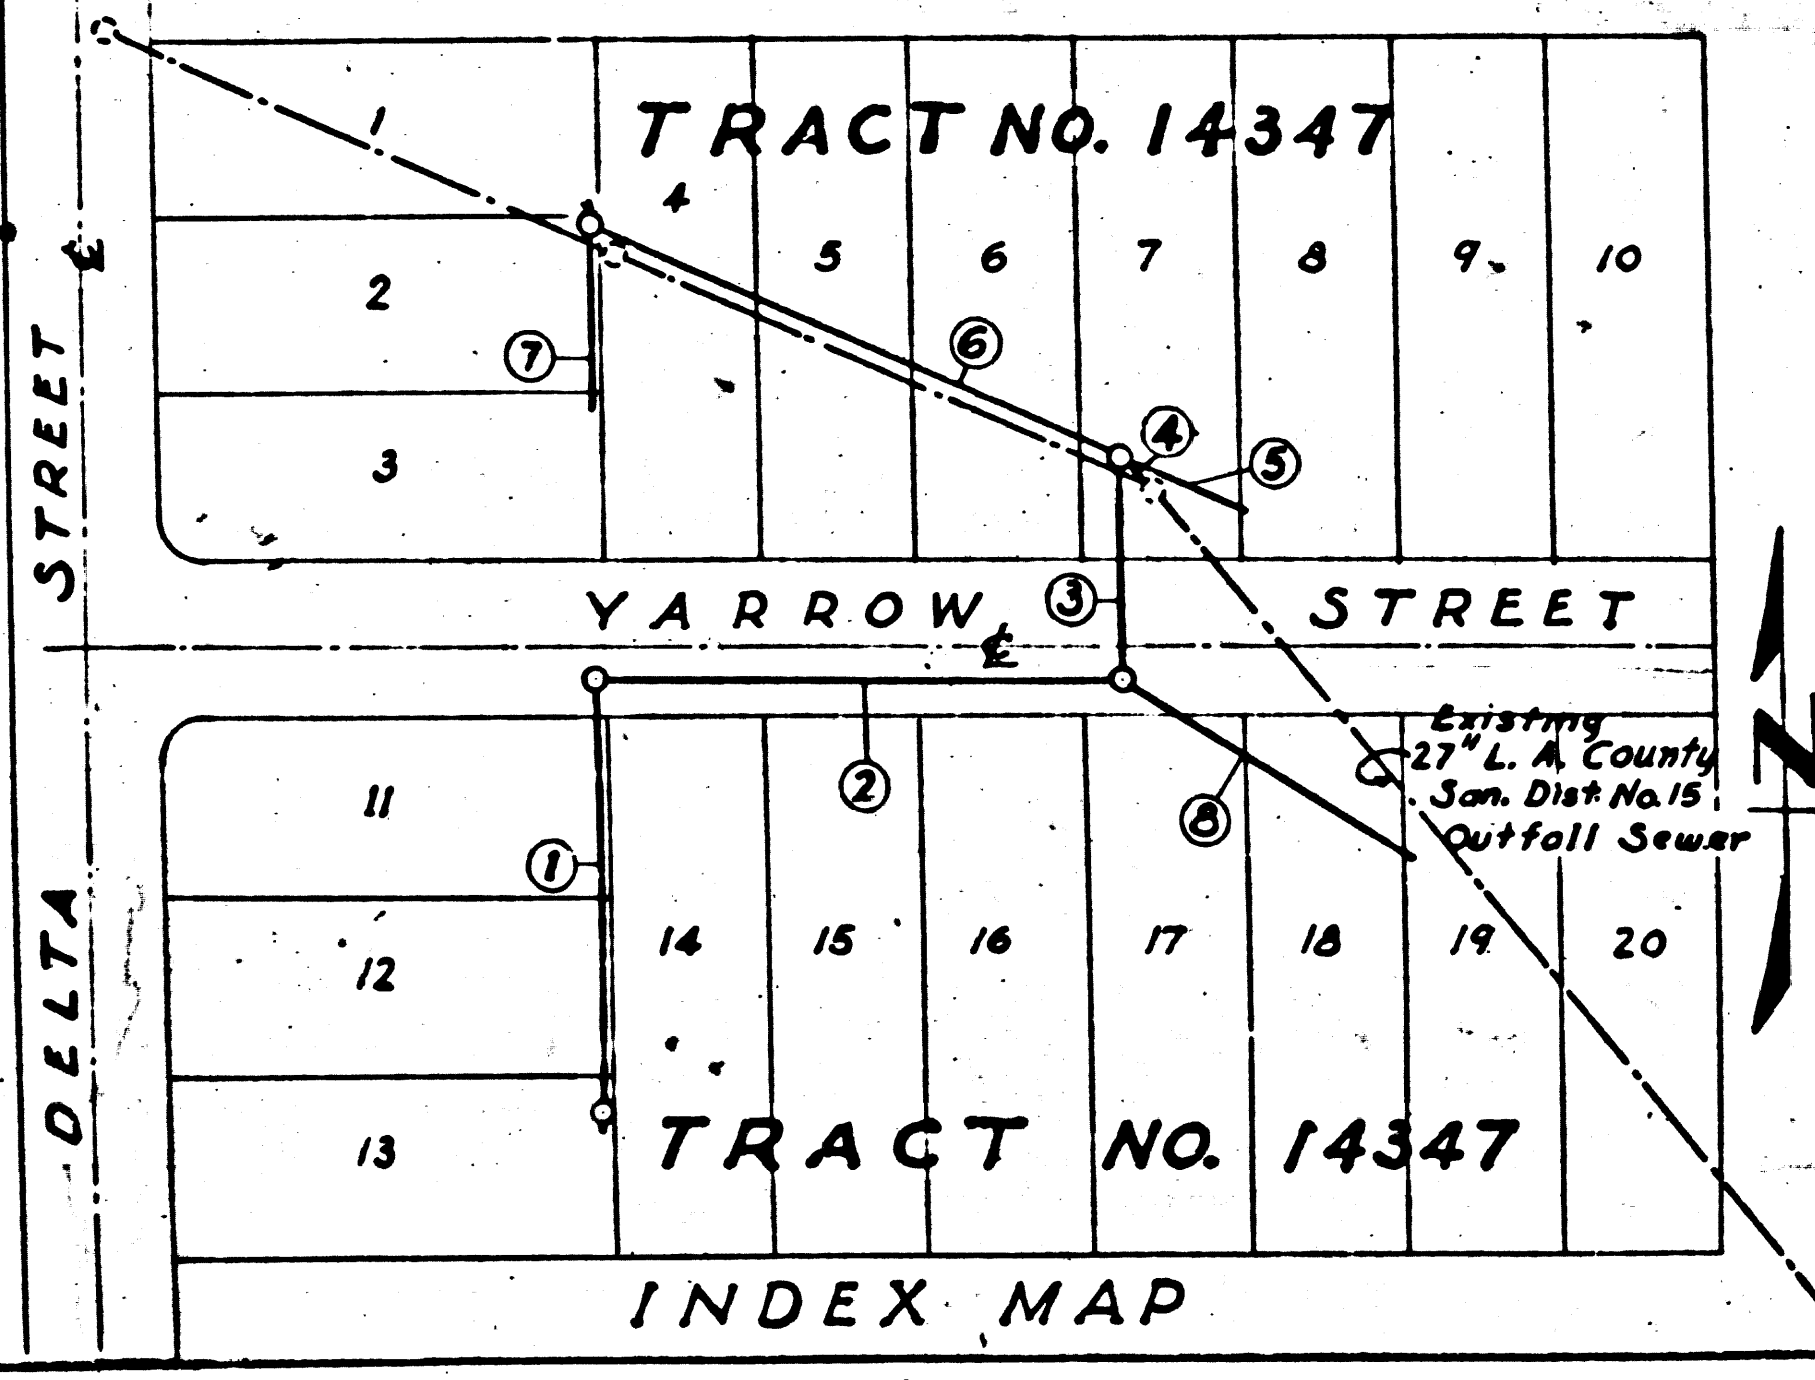 TRACT NO. 14347
1
4
5 6 7 8 9 10
2
7
6
4
5
3
STREET ℄
YARROW ℄ STREET
3
2
8
1
Existing
27" L. A. County
San. Dist. No. 15
Outfall Sewer
N
11
14 15 16 17 18 19 20
12
13
DELTA
TRACT NO. 14347
INDEX MAP